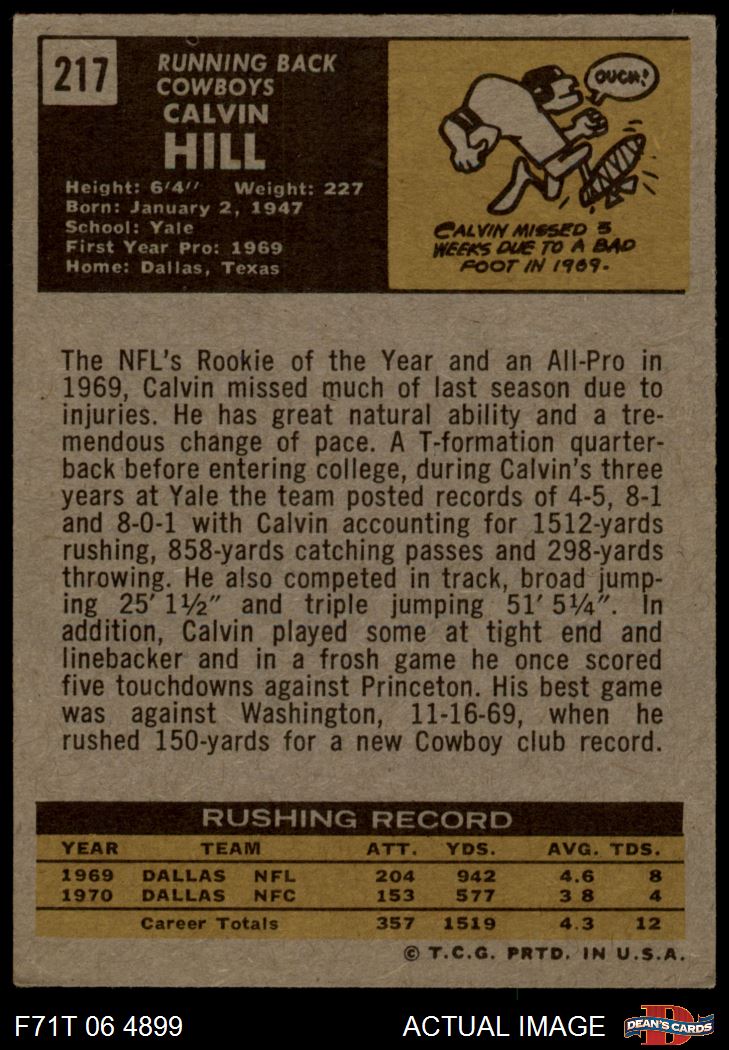 217
RUNNING BACK
COWBOYS
CALVIN
HILL
Height: 6'4" Weight: 227
Born: January 2, 1947
School: Yale
First Year Pro: 1969
Home: Dallas, Texas
OUCH!
CALVIN MISSED 3
WEEKS DUE TO A BAD
FOOT IN 1969.
The NFL's Rookie of the Year and an All-Pro in
1969, Calvin missed much of last season due to
injuries. He has great natural ability and a tre-
mendous change of pace. A T-formation quarter-
back before entering college, during Calvin's three
years at Yale the team posted records of 4-5, 8-1
and 8-0-1 with Calvin accounting for 1512-yards
rushing, 858-yards catching passes and 298-yards
throwing. He also competed in track, broad jump-
ing 25' 1½" and triple jumping 51' 5¼". In
addition, Calvin played some at tight end and
linebacker and in a frosh game he once scored
five touchdowns against Princeton. His best game
was against Washington, 11-16-69, when he
rushed 150-yards for a new Cowboy club record.
RUSHING RECORD
YEAR TEAM ATT. YDS. AVG. TDS.
1969 DALLAS NFL 204 942 4.6 8
1970 DALLAS NFC 153 577 3 8 4
Career Totals 357 1519 4.3 12
© T.C.G. PRTD. IN U.S.A.
F71T 06 4899 ACTUAL IMAGE D DEAN'S CARDS